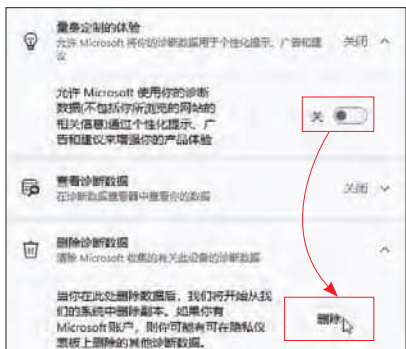 量身定制的体验
允许 Microsoft 将你的诊断数据用于个性化提示、广告和建
议
关闭
允许 Microsoft 使用你的诊断
数据(不包括你所浏览的网站的
相关信息)通过个性化提示、广
告和建议来增强你的产品体验
关
查看诊断数据
在诊断数据查看器中查看你的数据
关闭
删除诊断数据
清除 Microsoft 收集的有关此设备的诊断数据
当你在此处删除数据后，我们将开始从我
们的系统中删除副本。如果你有
Microsoft 账户，则你可能有可在隐私仪
表板上删除的其他诊断数据。
删除